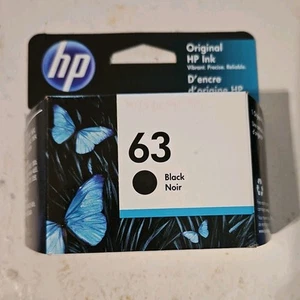 hp
Original
HP Ink
Vibrant. Precise. Reliable.
D'encre
d'origine HP
63
Black
Noir